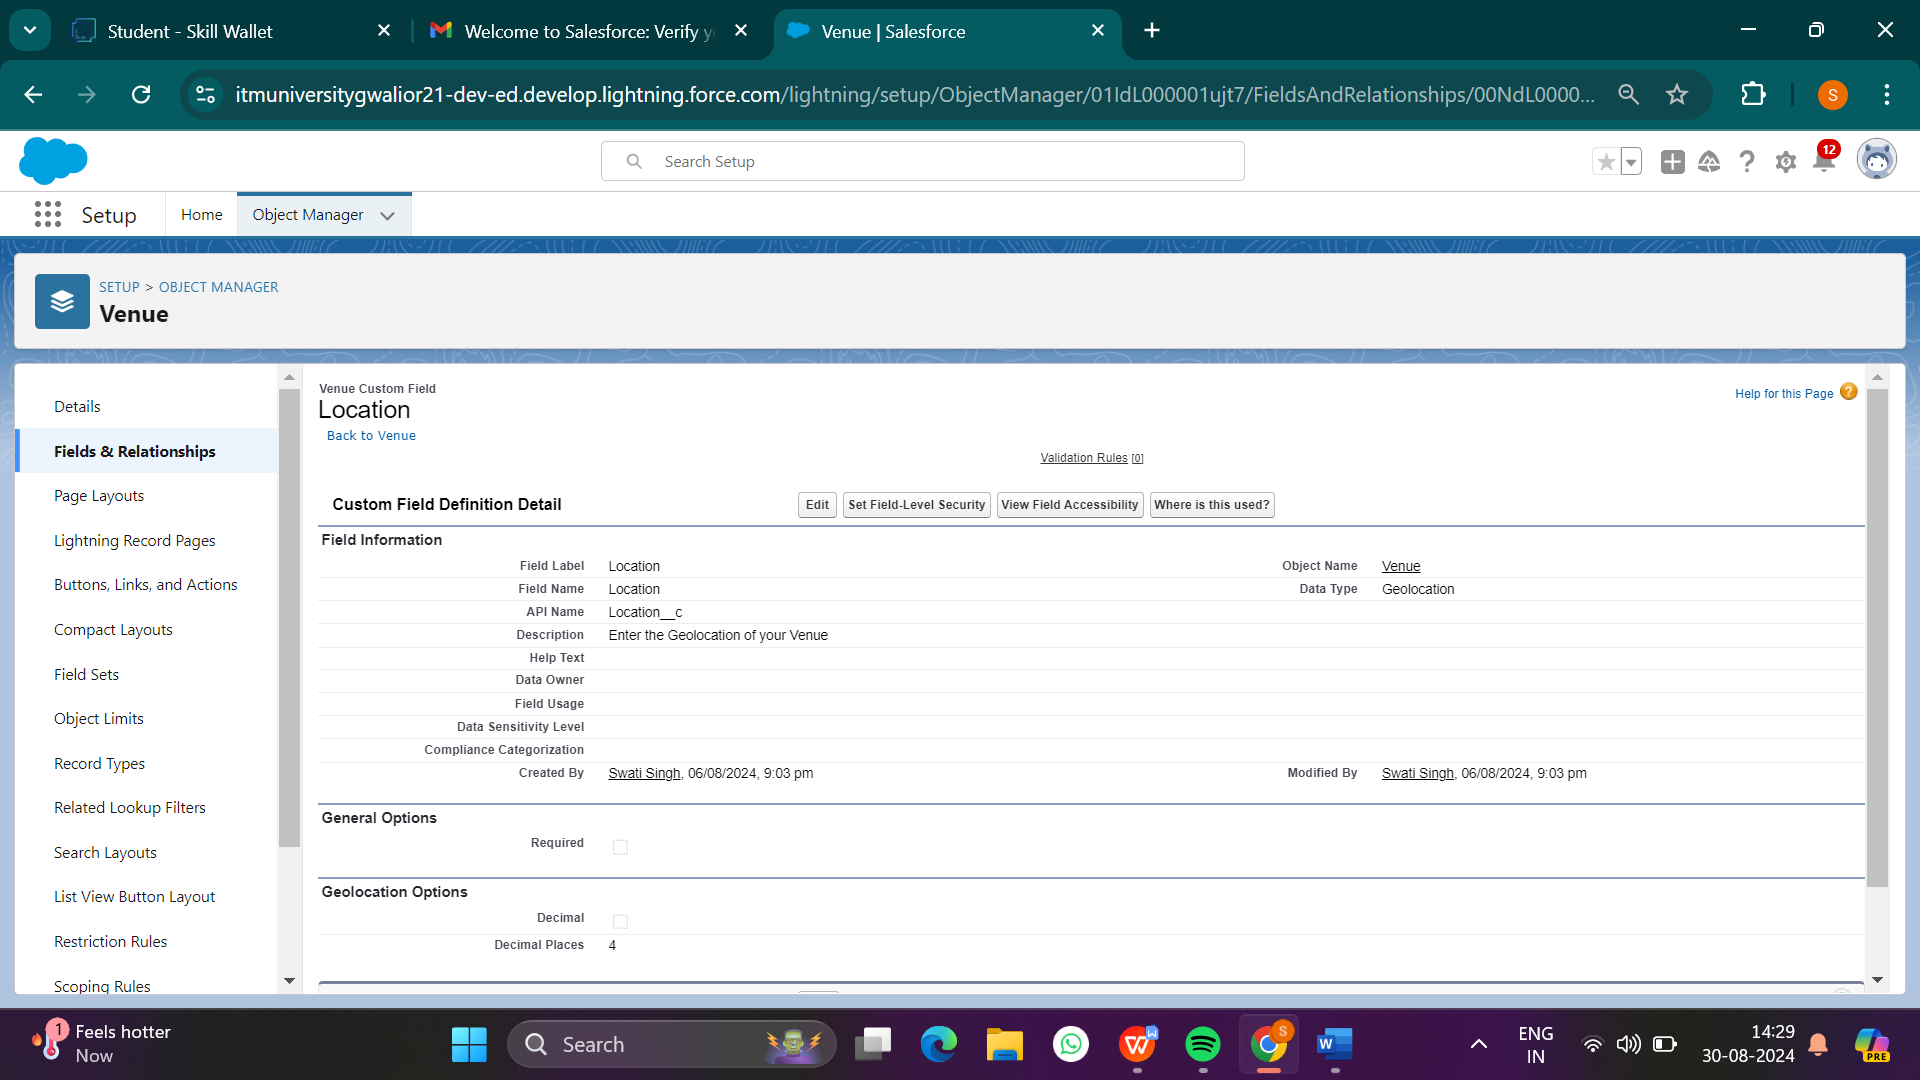 Student - Skill Wallet
Welcome to Salesforce: Verify y
Venue | Salesforce
itmuniversitygwalior21-dev-ed.develop.lightning.force.com/lightning/setup/ObjectManager/01IdL000001ujt7/FieldsAndRelationships/00NdL0000...
S
Search Setup
12
Setup
Home
Object Manager
SETUP > OBJECT MANAGER
Venue
Details
Fields & Relationships
Page Layouts
Lightning Record Pages
Buttons, Links, and Actions
Compact Layouts
Field Sets
Object Limits
Record Types
Related Lookup Filters
Search Layouts
List View Button Layout
Restriction Rules
Scoping Rules
Venue Custom Field
Location
Back to Venue
Help for this Page ?
Validation Rules [0]
Custom Field Definition Detail
Edit
Set Field-Level Security
View Field Accessibility
Where is this used?
Field Information
Field Label Location
Object Name Venue
Field Name Location
Data Type Geolocation
API Name Location__c
Description Enter the Geolocation of your Venue
Help Text
Data Owner
Field Usage
Data Sensitivity Level
Compliance Categorization
Created By Swati Singh, 06/08/2024, 9:03 pm
Modified By Swati Singh, 06/08/2024, 9:03 pm
General Options
Required
Geolocation Options
Decimal
Decimal Places 4
1
Feels hotter
Now
Search
S
ENG
IN
14:29
30-08-2024
PRE